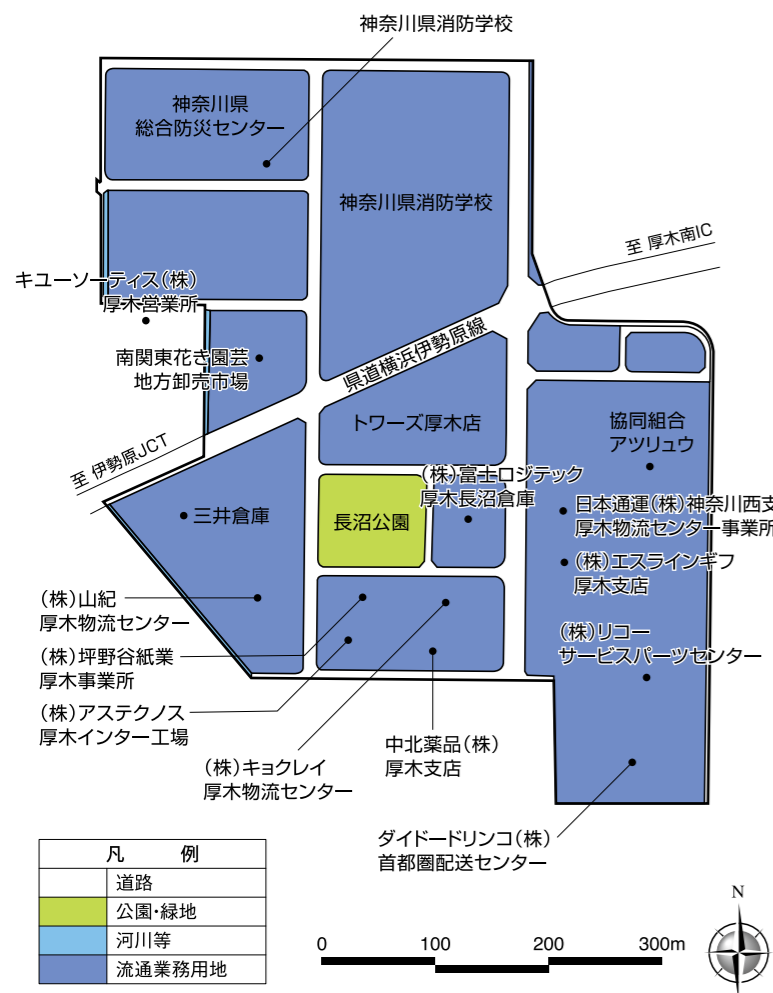 神奈川県消防学校
神奈川県
総合防災センター
神奈川県消防学校
至 厚木南IC
キユーソーティス(株)
厚木営業所
南関東花き園芸
地方卸売市場
県道横浜伊勢原線
トワーズ厚木店
協同組合
アツリュウ
至 伊勢原JCT
(株)富士ロジテック
厚木長沼倉庫
三井倉庫
長沼公園
日本通運(株)神奈川西支
厚木物流センター事業所
(株)エスラインギフ
厚木支店
(株)山紀
厚木物流センター
(株)リコー
サービスパーツセンター
(株)坪野谷紙業
厚木事業所
(株)アステクノス
厚木インター工場
(株)キョクレイ
厚木物流センター
中北薬品(株)
厚木支店
ダイドードリンコ(株)
首都圏配送センター
凡 例
道路
公園・緑地
河川等
流通業務用地
0 100 200 300m
N